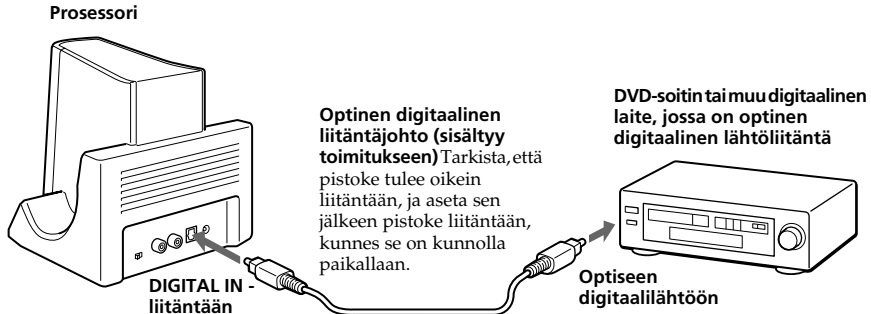 Prosessori
Optinen digitaalinen
liitäntäjohto (sisältyy
toimitukseen) Tarkista, että
pistoke tulee oikein
liitäntään, ja aseta sen
jälkeen pistoke liitäntään,
kunnes se on kunnolla
paikallaan.
DVD-soitin tai muu digitaalinen
laite, jossa on optinen
digitaalinen lähtöliitäntä
DIGITAL IN -
liitäntään
Optiseen
digitaalilähtöön